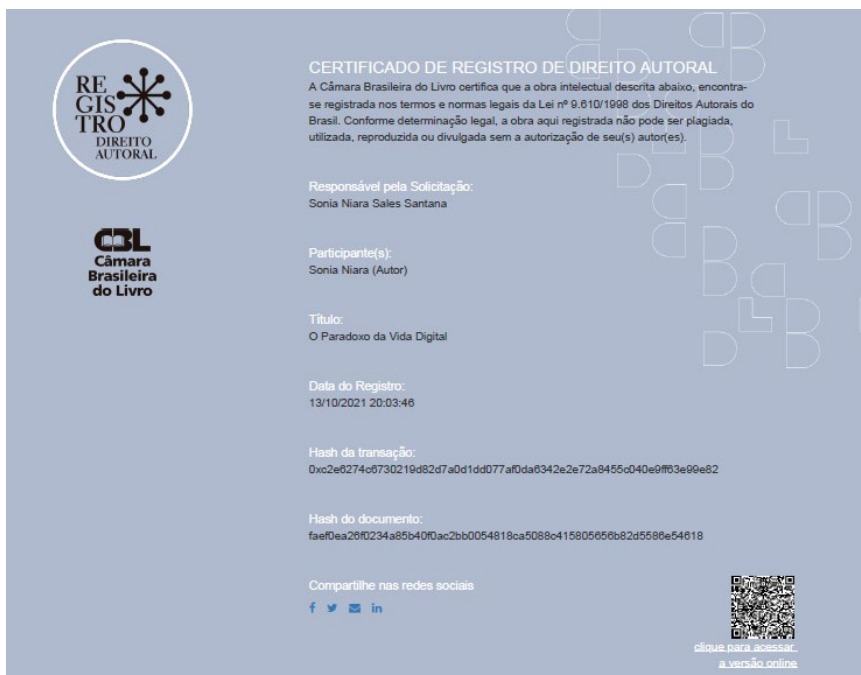 RE
GIS
TRO
DIREITO
AUTORAL
CBL
Câmara
Brasileira
do Livro
CERTIFICADO DE REGISTRO DE DIREITO AUTORAL
A Câmara Brasileira do Livro certifica que a obra intelectual descrita abaixo, encontra-
se registrada nos termos e normas legais da Lei nº 9.610/1998 dos Direitos Autorais do
Brasil. Conforme determinação legal, a obra aqui registrada não pode ser plagiada,
utilizada, reproduzida ou divulgada sem a autorização de seu(s) autor(es).
Responsável pela Solicitação:
Sonia Niara Sales Santana
Participante(s):
Sonia Niara (Autor)
Título:
O Paradoxo da Vida Digital
Data do Registro:
13/10/2021 20:03:46
Hash da transação:
0xc2e6274c6730219d82d7a0d1dd077af0da6342e2e72a8455c040e9ff63e99e82
Hash do documento:
faef0ea26f0234a85b40f0ac2bb0054818ca5088c415805656b82d5586e54618
Compartilhe nas redes sociais
clique para acessar
a versão online